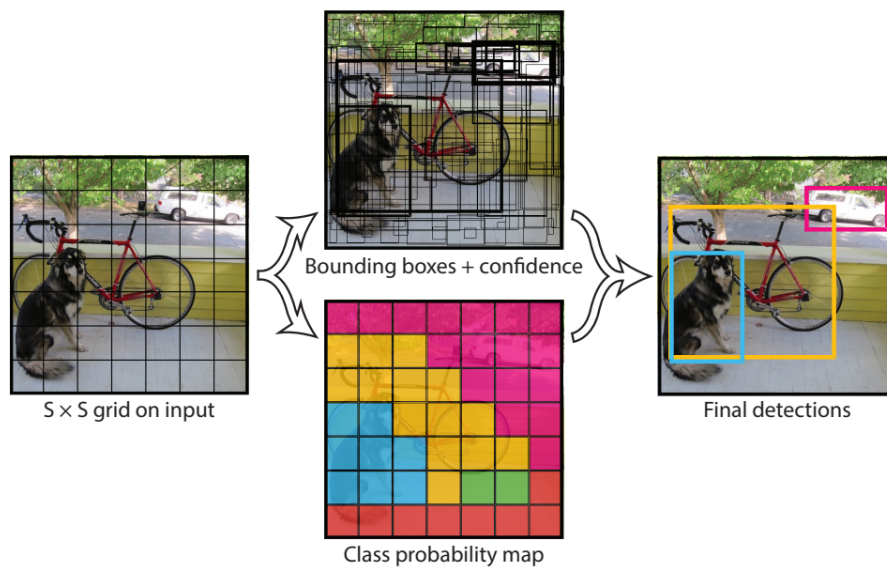 S × S grid on input
Bounding boxes + confidence
Class probability map
Final detections